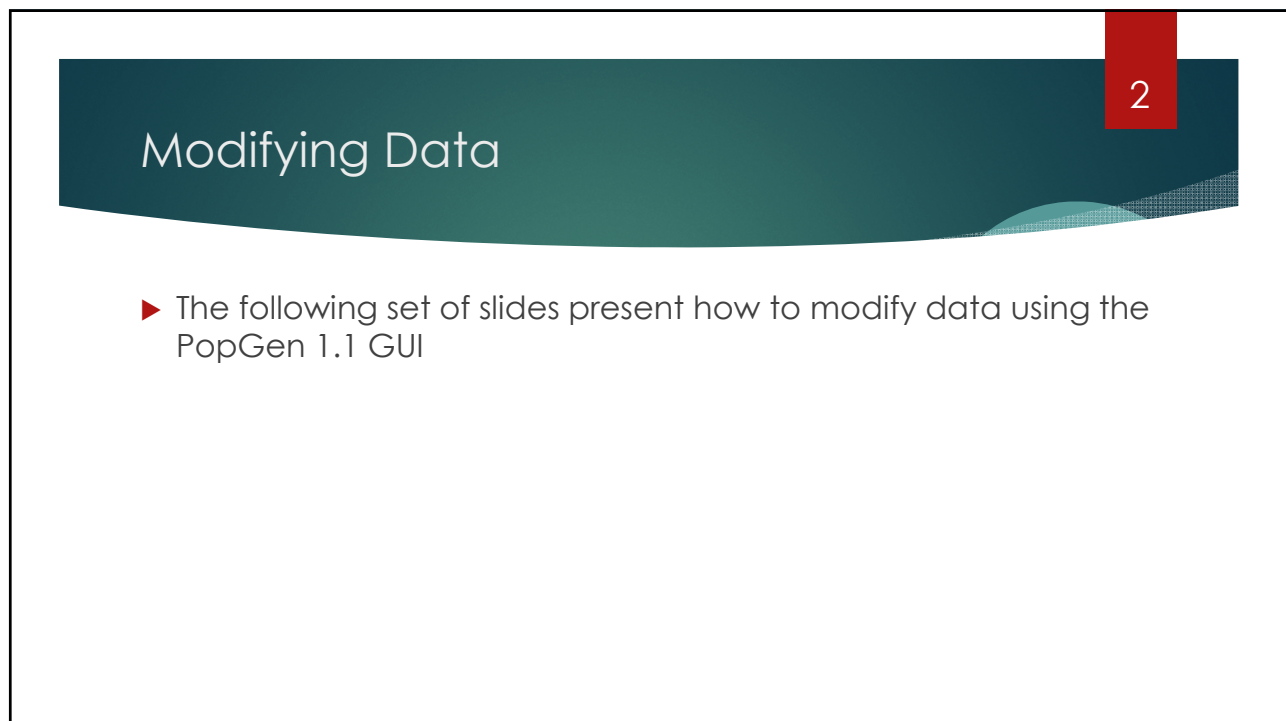 2
Modifying Data
The following set of slides present how to modify data using the
PopGen 1.1 GUI